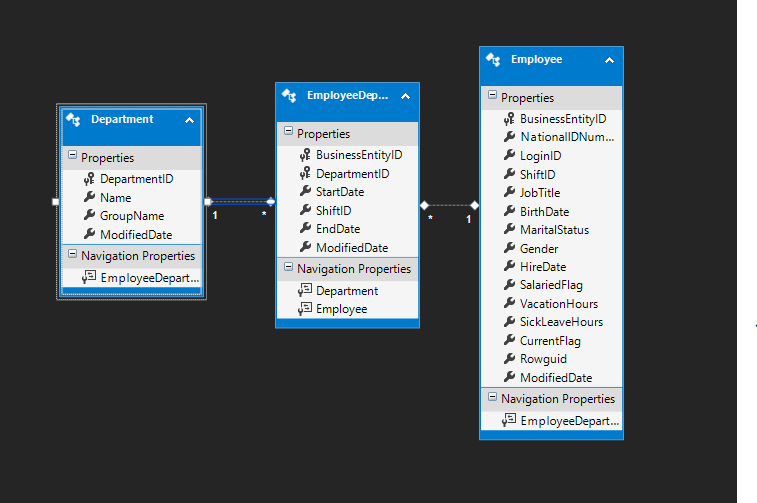 Department
Properties
DepartmentID
Name
GroupName
ModifiedDate
Navigation Properties
EmployeeDepart...
1
*
EmployeeDep...
Properties
BusinessEntityID
DepartmentID
StartDate
ShiftID
EndDate
ModifiedDate
Navigation Properties
Department
Employee
*
1
Employee
Properties
BusinessEntityID
NationalIDNum...
LoginID
ShiftID
JobTitle
BirthDate
MaritalStatus
Gender
HireDate
SalariedFlag
VacationHours
SickLeaveHours
CurrentFlag
Rowguid
ModifiedDate
Navigation Properties
EmployeeDepart...